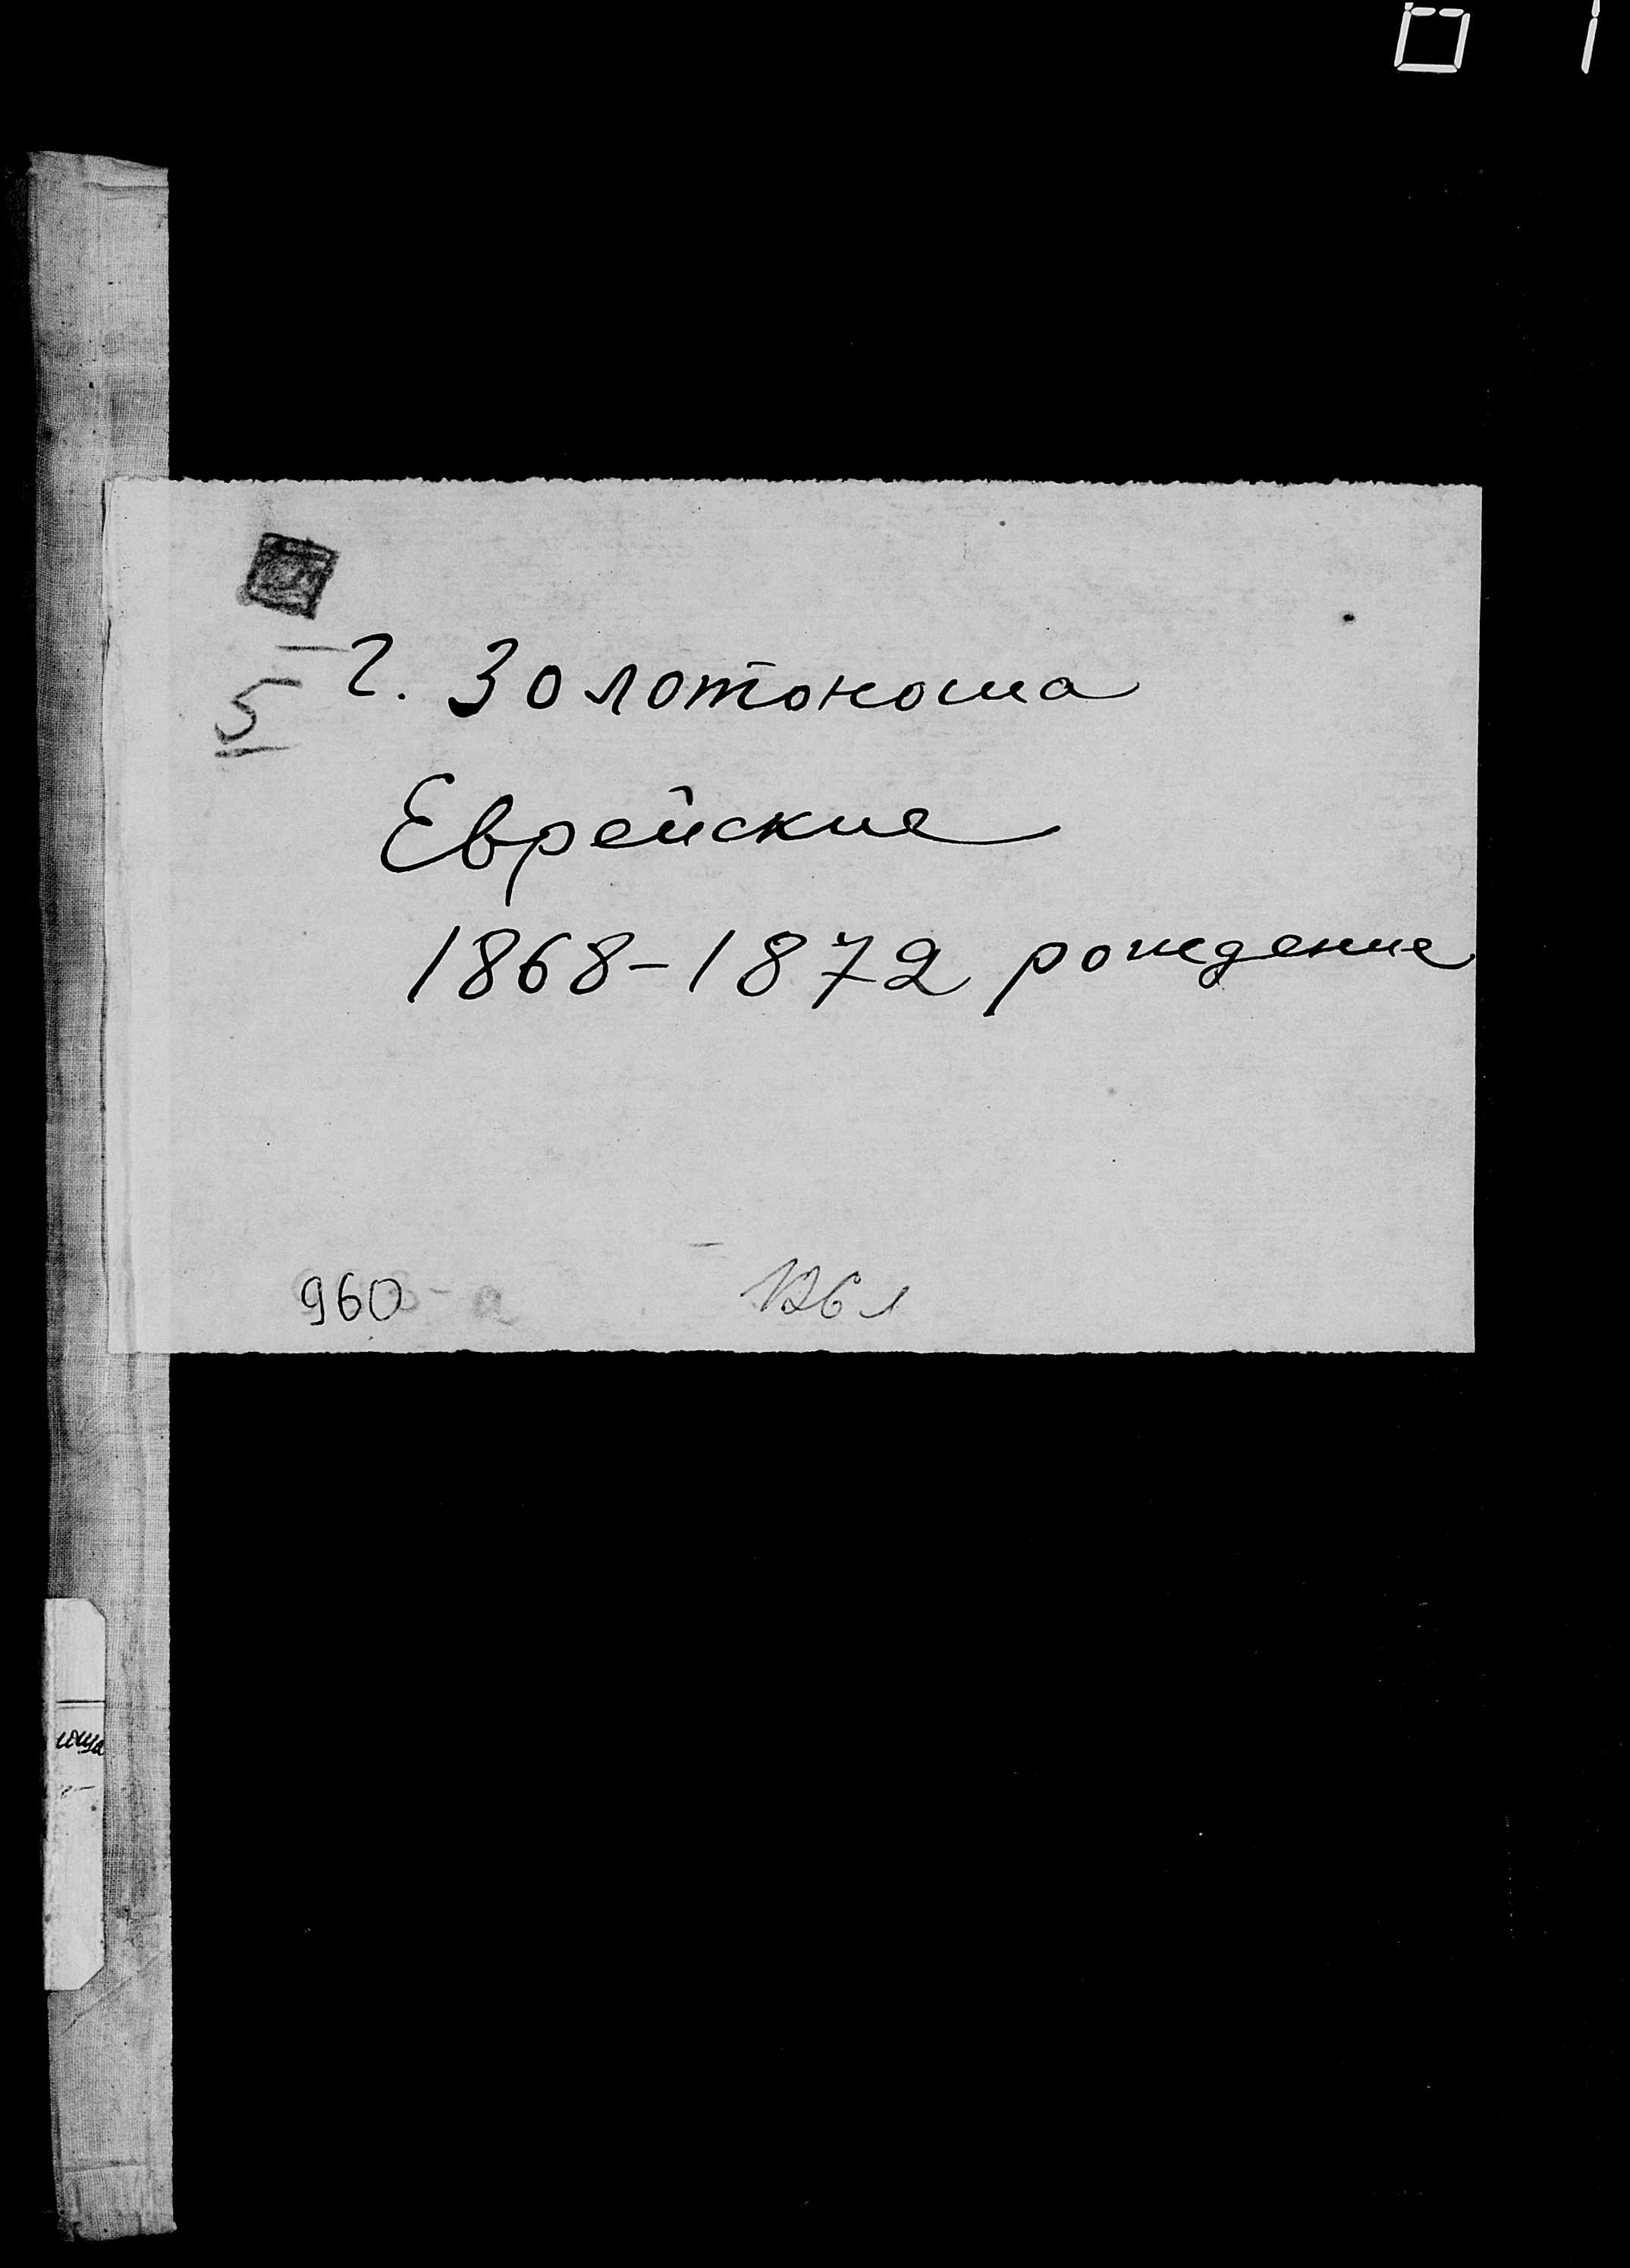 5
г. Золотоноша
Еврейские
1868-1872 рождение
960
126 л